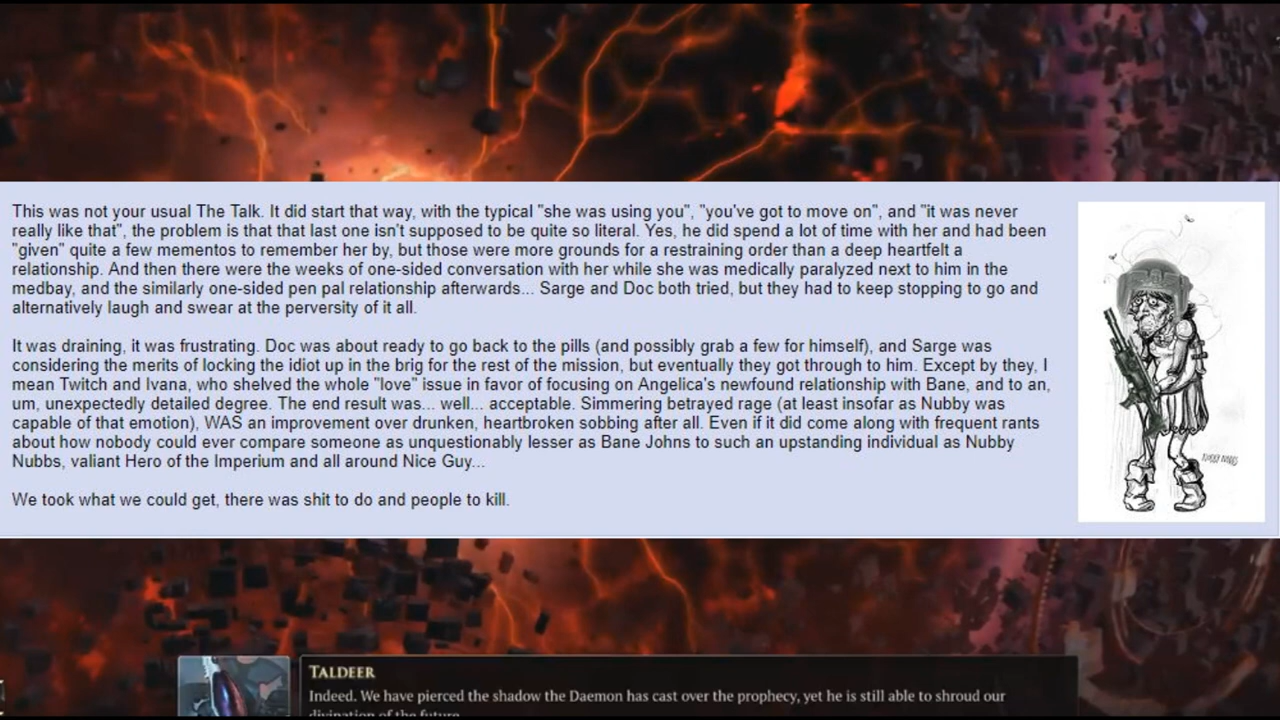 This was not your usual The Talk. It did start that way, with the typical "she was using you", "you've got to move on", and "it was never
really like that", the problem is that that last one isn't supposed to be quite so literal. Yes, he did spend a lot of time with her and had been
"given" quite a few mementos to remember her by, but those were more grounds for a restraining order than a deep heartfelt a
relationship. And then there were the weeks of one-sided conversation with her while she was medically paralyzed next to him in the
medbay, and the similarly one-sided pen pal relationship afterwards... Sarge and Doc both tried, but they had to keep stopping to go and
alternatively laugh and swear at the perversity of it all.
It was draining, it was frustrating. Doc was about ready to go back to the pills (and possibly grab a few for himself), and Sarge was
considering the merits of locking the idiot up in the brig for the rest of the mission, but eventually they got through to him. Except by they, I
mean Twitch and Ivana, who shelved the whole "love" issue in favor of focusing on Angelica's newfound relationship with Bane, and to an,
um, unexpectedly detailed degree. The end result was... well... acceptable. Simmering betrayed rage (at least insofar as Nubby was
capable of that emotion), WAS an improvement over drunken, heartbroken sobbing after all. Even if it did come along with frequent rants
about how nobody could ever compare someone as unquestionably lesser as Bane Johns to such an upstanding individual as Nubby
Nubbs, valiant Hero of the Imperium and all around Nice Guy...
We took what we could get, there was shit to do and people to kill.
NUBBY NUBBS
TALDEER
Indeed. We have pierced the shadow the Daemon has cast over the prophecy, yet he is still able to shroud our
divination of the future